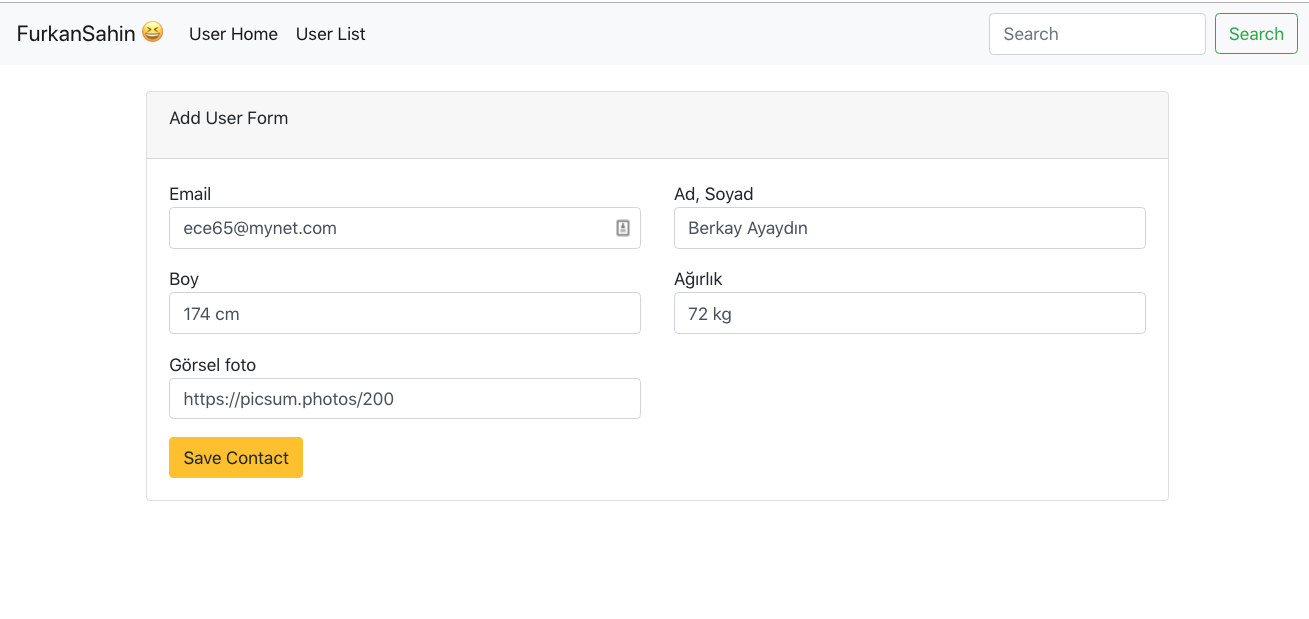 FurkanSahin 😆 User Home User List Search Search
Add User Form
Email Ad, Soyad
ece65@mynet.com Berkay Ayaydın
Boy Ağırlık
174 cm 72 kg
Görsel foto
https://picsum.photos/200
Save Contact